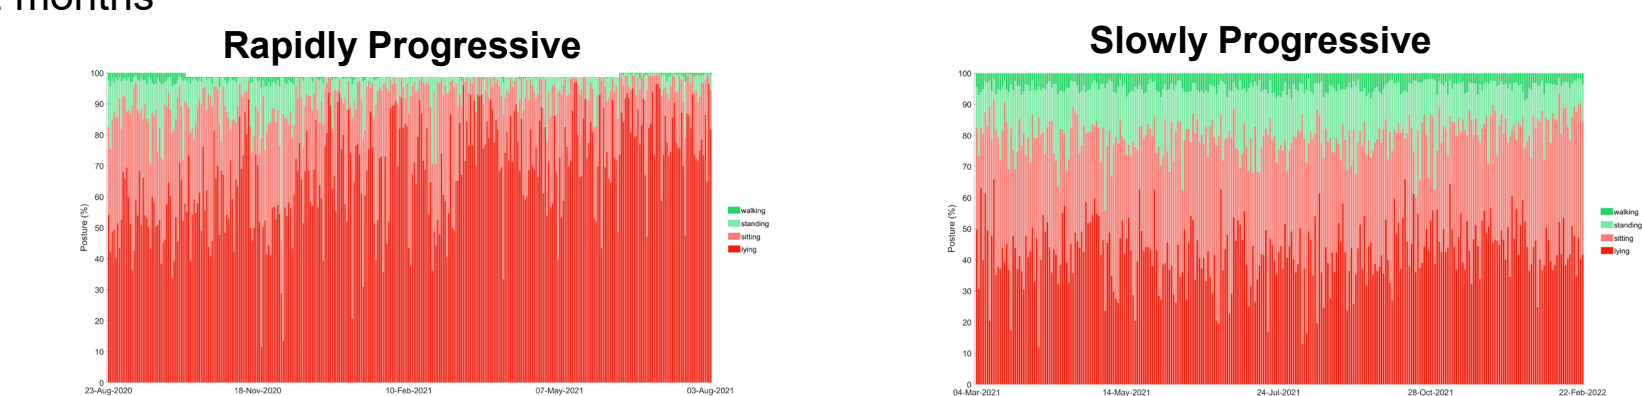 months
Rapidly Progressive
Slowly Progressive
100
90
80
70
60
50
40
30
20
10
0
Posture (%)
23-Aug-2020
18-Nov-2020
10-Feb-2021
07-May-2021
03-Aug-2021
walking
standing
sitting
lying
100
90
80
70
60
50
40
30
20
10
0
Posture (%)
04-Mar-2021
14-May-2021
24-Jul-2021
28-Oct-2021
22-Feb-2022
walking
standing
sitting
lying